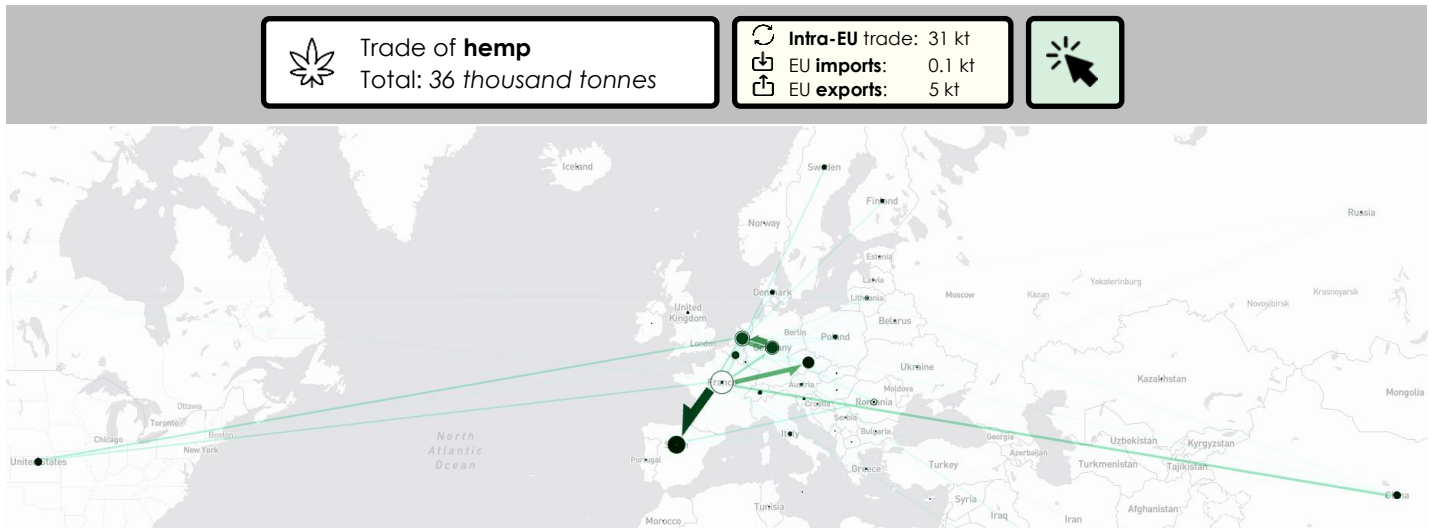 Trade of hemp
Total: 36 thousand tonnes
Intra-EU trade: 31 kt
EU imports: 0.1 kt
EU exports: 5 kt
Iceland
Sweden
Finland
Norway
Russia
Estonia
Latvia
Lithuania
Denmark
Moscow
Kazan
Yekaterinburg
Novosibirsk
Krasnoyarsk
United
Kingdom
Belarus
London
Berlin
Poland
Germany
Ukraine
France
Austria
Moldova
Kazakhstan
Mongolia
Croatia
Romania
Serbia
Bulgaria
Ottawa
Toronto
Chicago
Boston
New York
United States
North
Atlantic
Ocean
Portugal
Spain
Italy
Greece
Georgia
Azerbaijan
Turkey
Uzbekistan
Kyrgyzstan
Turkmenistan
Tajikistan
China
Syria
Iraq
Iran
Afghanistan
Tunisia
Morocco